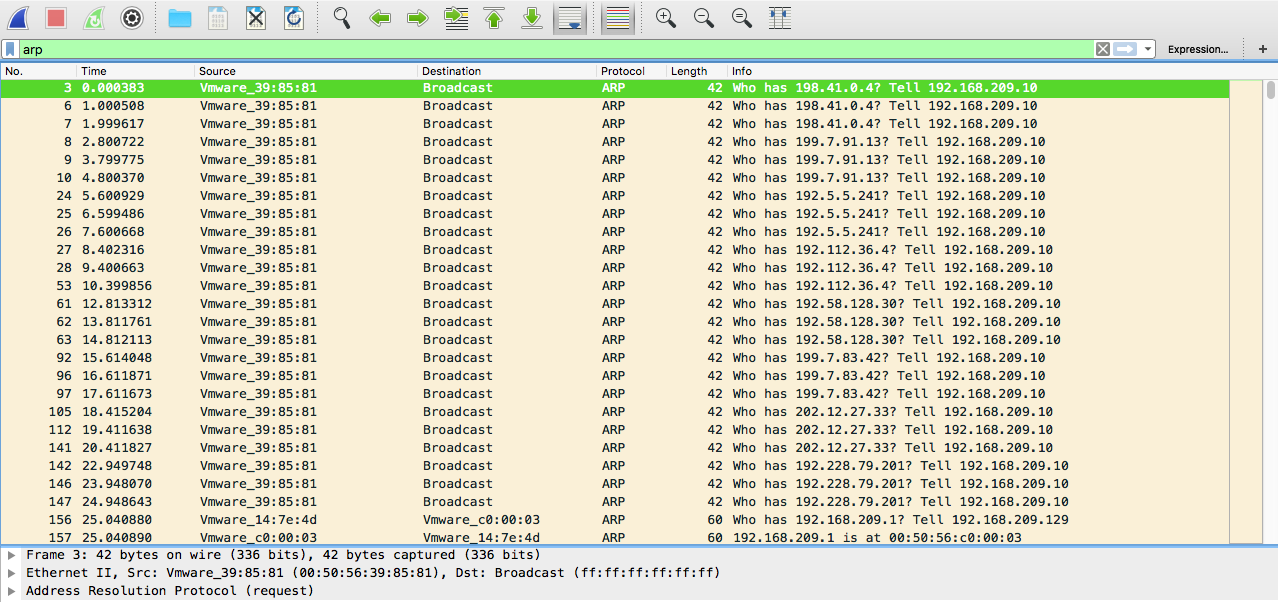 arp
Expression...
+
No. Time Source Destination Protocol Length Info
3 0.000383 Vmware_39:85:81 Broadcast ARP 42 Who has 198.41.0.4? Tell 192.168.209.10
6 1.000508 Vmware_39:85:81 Broadcast ARP 42 Who has 198.41.0.4? Tell 192.168.209.10
7 1.999617 Vmware_39:85:81 Broadcast ARP 42 Who has 198.41.0.4? Tell 192.168.209.10
8 2.800722 Vmware_39:85:81 Broadcast ARP 42 Who has 199.7.91.13? Tell 192.168.209.10
9 3.799775 Vmware_39:85:81 Broadcast ARP 42 Who has 199.7.91.13? Tell 192.168.209.10
10 4.800370 Vmware_39:85:81 Broadcast ARP 42 Who has 199.7.91.13? Tell 192.168.209.10
24 5.600929 Vmware_39:85:81 Broadcast ARP 42 Who has 192.5.5.241? Tell 192.168.209.10
25 6.599486 Vmware_39:85:81 Broadcast ARP 42 Who has 192.5.5.241? Tell 192.168.209.10
26 7.600668 Vmware_39:85:81 Broadcast ARP 42 Who has 192.5.5.241? Tell 192.168.209.10
27 8.402316 Vmware_39:85:81 Broadcast ARP 42 Who has 192.112.36.4? Tell 192.168.209.10
28 9.400663 Vmware_39:85:81 Broadcast ARP 42 Who has 192.112.36.4? Tell 192.168.209.10
53 10.399856 Vmware_39:85:81 Broadcast ARP 42 Who has 192.112.36.4? Tell 192.168.209.10
61 12.813312 Vmware_39:85:81 Broadcast ARP 42 Who has 192.58.128.30? Tell 192.168.209.10
62 13.811761 Vmware_39:85:81 Broadcast ARP 42 Who has 192.58.128.30? Tell 192.168.209.10
63 14.812113 Vmware_39:85:81 Broadcast ARP 42 Who has 192.58.128.30? Tell 192.168.209.10
92 15.614048 Vmware_39:85:81 Broadcast ARP 42 Who has 199.7.83.42? Tell 192.168.209.10
96 16.611871 Vmware_39:85:81 Broadcast ARP 42 Who has 199.7.83.42? Tell 192.168.209.10
97 17.611673 Vmware_39:85:81 Broadcast ARP 42 Who has 199.7.83.42? Tell 192.168.209.10
105 18.415204 Vmware_39:85:81 Broadcast ARP 42 Who has 202.12.27.33? Tell 192.168.209.10
112 19.411638 Vmware_39:85:81 Broadcast ARP 42 Who has 202.12.27.33? Tell 192.168.209.10
141 20.411827 Vmware_39:85:81 Broadcast ARP 42 Who has 202.12.27.33? Tell 192.168.209.10
142 22.949748 Vmware_39:85:81 Broadcast ARP 42 Who has 192.228.79.201? Tell 192.168.209.10
146 23.948070 Vmware_39:85:81 Broadcast ARP 42 Who has 192.228.79.201? Tell 192.168.209.10
147 24.948643 Vmware_39:85:81 Broadcast ARP 42 Who has 192.228.79.201? Tell 192.168.209.10
156 25.040880 Vmware_14:7e:4d Vmware_c0:00:03 ARP 60 Who has 192.168.209.1? Tell 192.168.209.129
157 25.040890 Vmware_c0:00:03 Vmware_14:7e:4d ARP 60 192.168.209.1 is at 00:50:56:c0:00:03
Frame 3: 42 bytes on wire (336 bits), 42 bytes captured (336 bits)
Ethernet II, Src: Vmware_39:85:81 (00:50:56:39:85:81), Dst: Broadcast (ff:ff:ff:ff:ff:ff)
Address Resolution Protocol (request)